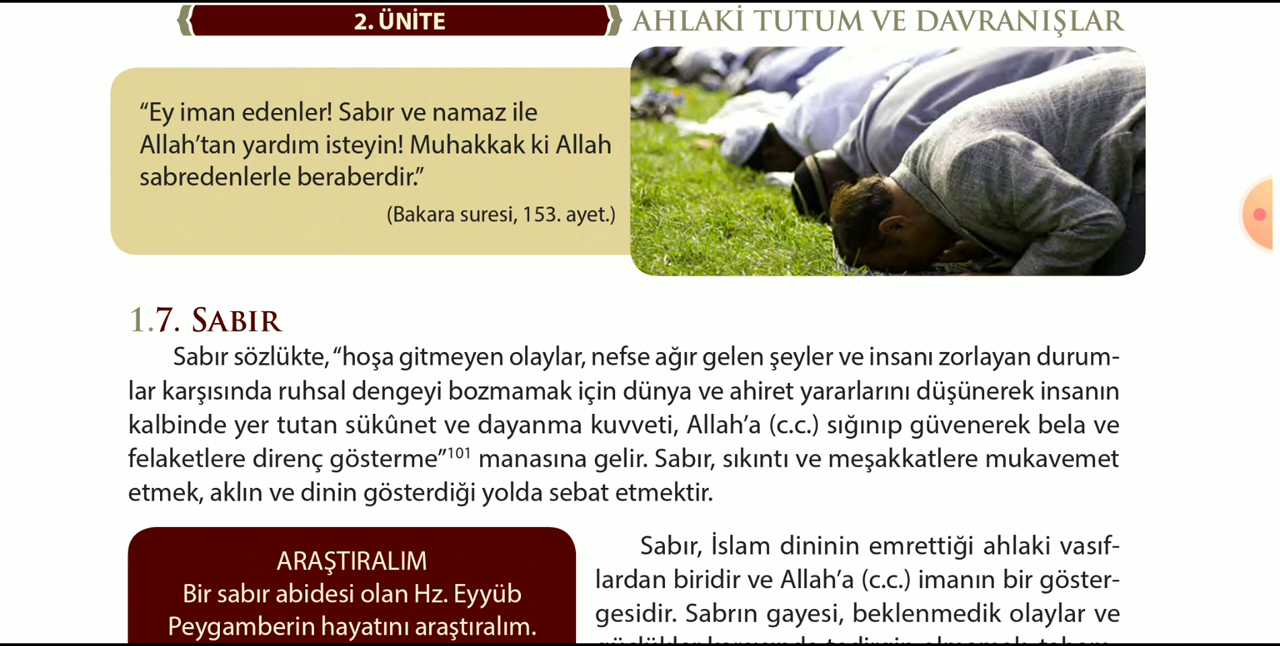 2. ÜNİTE
AHLAKİ TUTUM VE DAVRANIŞLAR
“Ey iman edenler! Sabır ve namaz ile
Allah’tan yardım isteyin! Muhakkak ki Allah
sabredenlerle beraberdir.”
(Bakara suresi, 153. ayet.)
1.7. SABIR
Sabır sözlükte, “hoşa gitmeyen olaylar, nefse ağır gelen şeyler ve insanı zorlayan durum-
lar karşısında ruhsal dengeyi bozmamak için dünya ve ahiret yararlarını düşünerek insanın
kalbinde yer tutan sükûnet ve dayanma kuvveti, Allah’a (c.c.) sığınıp güvenerek bela ve
felaketlere direnç gösterme”101 manasına gelir. Sabır, sıkıntı ve meşakkatlere mukavemet
etmek, aklın ve dinin gösterdiği yolda sebat etmektir.
ARAŞTIRALIM
Bir sabır abidesi olan Hz. Eyyüb
Peygamberin hayatını araştıralım.
Sabır, İslam dininin emrettiği ahlaki vasıf-
lardan biridir ve Allah’a (c.c.) imanın bir göster-
gesidir. Sabrın gayesi, beklenmedik olaylar ve